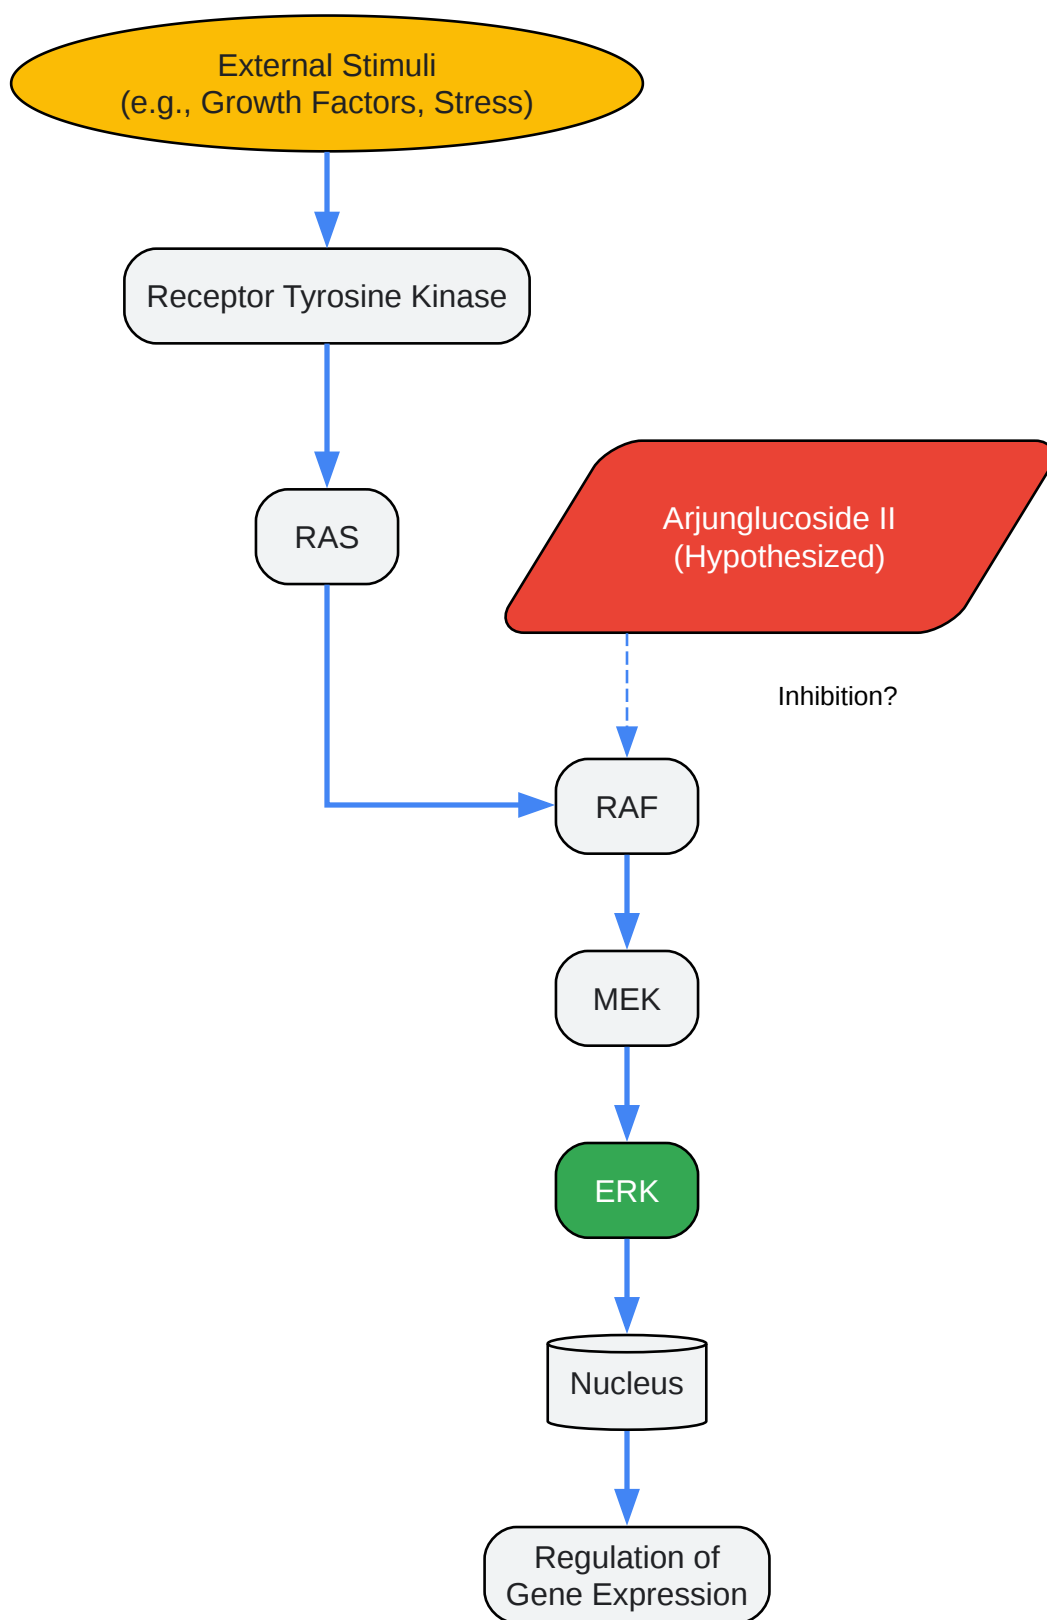 External Stimuli
(e.g., Growth Factors, Stress)
Receptor Tyrosine Kinase
RAS
Arjunglucoside II
(Hypothesized)
Inhibition?
RAF
MEK
ERK
Nucleus
Regulation of
Gene Expression